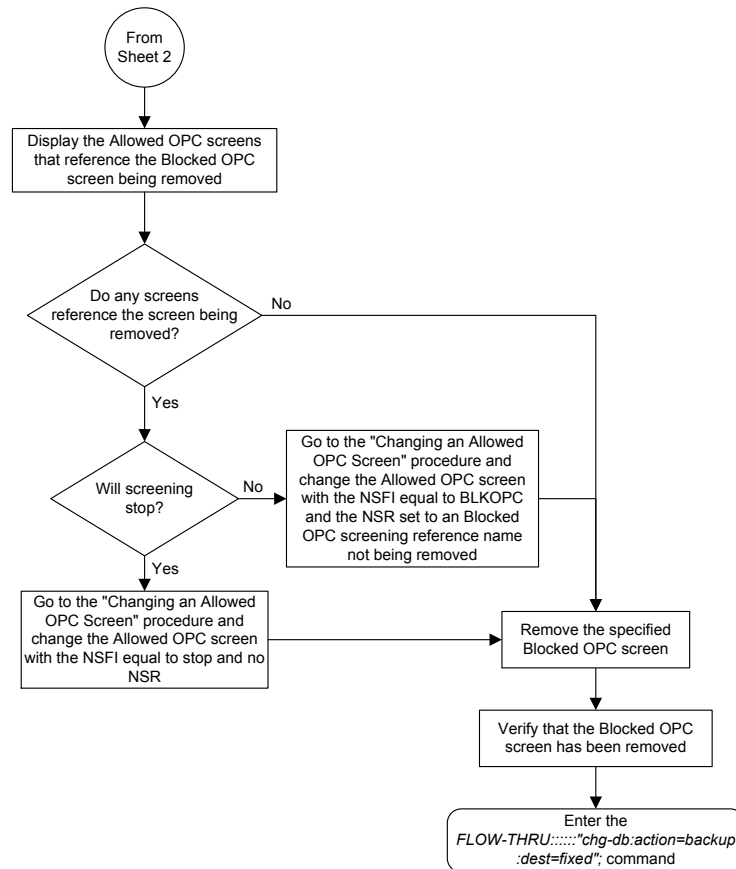 From
Sheet 2
Display the Allowed OPC screens
that reference the Blocked OPC
screen being removed
Do any screens
reference the screen being
removed?
No
Yes
Will screening
stop?
No
Go to the "Changing an Allowed
OPC Screen" procedure and
change the Allowed OPC screen
with the NSFI equal to BLKOPC
and the NSR set to an Blocked
OPC screening reference name
not being removed
Yes
Go to the "Changing an Allowed
OPC Screen" procedure and
change the Allowed OPC screen
with the NSFI equal to stop and no
NSR
Remove the specified
Blocked OPC screen
Verify that the Blocked OPC
screen has been removed
Enter the
FLOW-THRU::::::"chg-db:action=backup
:dest=fixed"; command